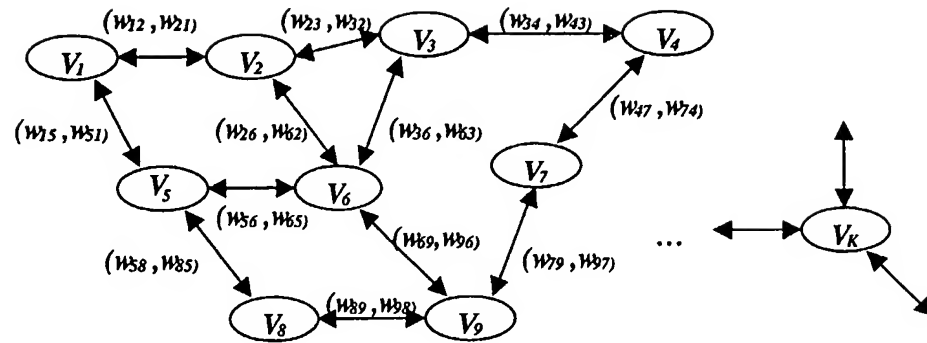 (w12 , w21)
(w23 , w32)
(w34 , w43)
V1
V2
V3
V4
(w15 , w51)
(w26 , w62)
(w36 , w63)
(w47 , w74)
V5
V6
V7
(w56 , w65)
(w58 , w85)
(w69 , w96)
(w79 , w97)
...
VK
V8
(w89 , w98)
V9